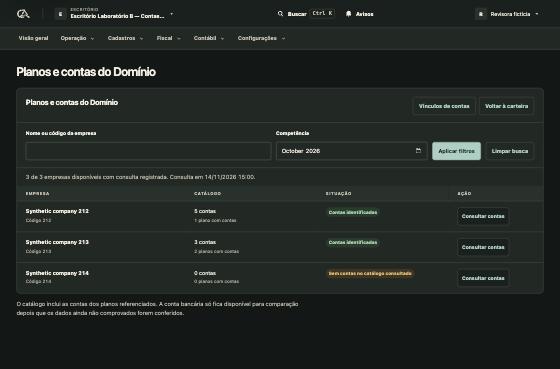 ESCRITÓRIO
E Escritório Laboratório B — Contas...
Buscar Ctrl K Avisos
R Revisora fictícia
Visão geral Operação Cadastros Fiscal Contábil Configurações
Planos e contas do Domínio
Planos e contas do Domínio
Vínculos de contas Voltar à carteira
Nome ou código da empresa Competência
October 2026 Aplicar filtros Limpar busca
3 de 3 empresas disponíveis com consulta registrada. Consulta em 14/11/2026 15:00.
EMPRESA CATÁLOGO SITUAÇÃO AÇÃO
Synthetic company 212 5 contas Contas identificadas Consultar contas
Código 212 1 plano com contas
Synthetic company 213 3 contas Contas identificadas Consultar contas
Código 213 2 planos com contas
Synthetic company 214 0 contas Sem contas no catálogo consultado Consultar contas
Código 214 0 planos com contas
O catálogo inclui as contas dos planos referenciados. A conta bancária só fica disponível para comparação
depois que os dados ainda não comprovados forem conferidos.